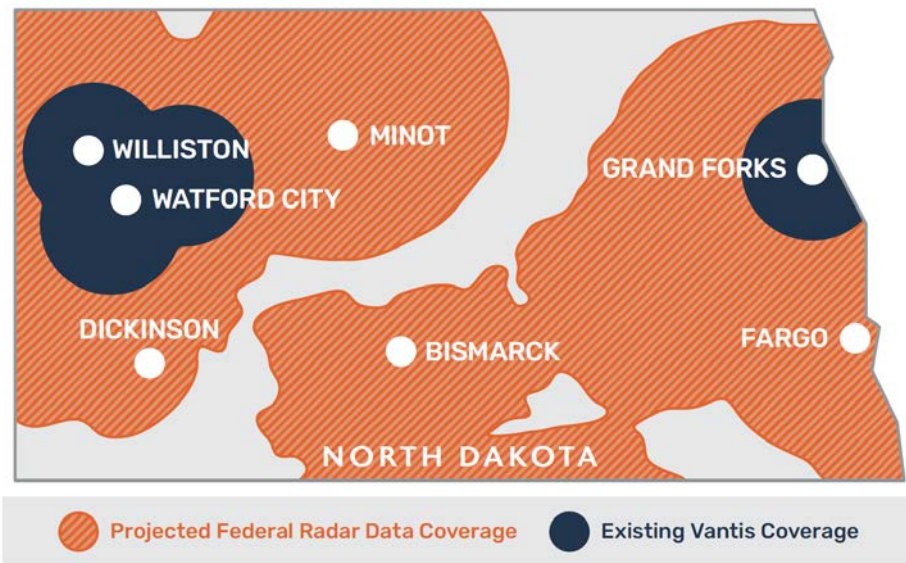 WILLISTON
MINOT
WATFORD CITY
GRAND FORKS
DICKINSON
BISMARCK
FARGO
NORTH DAKOTA
Projected Federal Radar Data Coverage
Existing Vantis Coverage